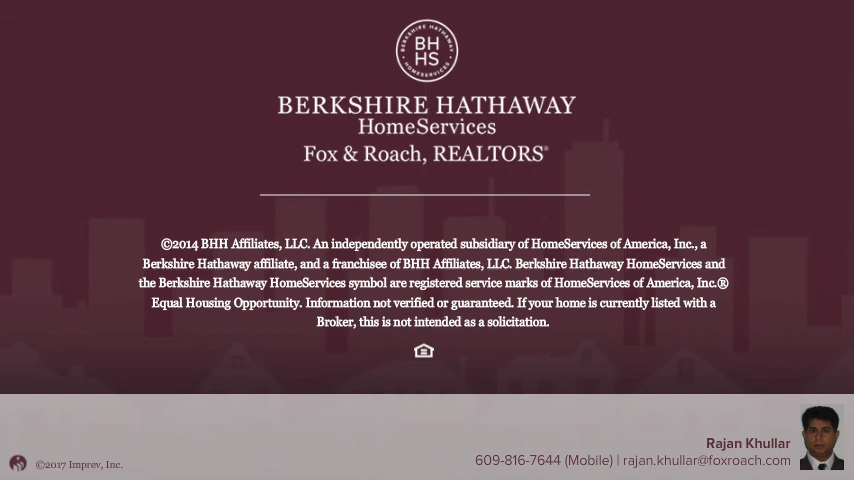 BERKSHIRE HATHAWAY
HOMESERVICES
BH
HS
BERKSHIRE HATHAWAY
HomeServices
Fox & Roach, REALTORS®
©2014 BHH Affiliates, LLC. An independently operated subsidiary of HomeServices of America, Inc., a
Berkshire Hathaway affiliate, and a franchisee of BHH Affiliates, LLC. Berkshire Hathaway HomeServices and
the Berkshire Hathaway HomeServices symbol are registered service marks of HomeServices of America, Inc.®
Equal Housing Opportunity. Information not verified or guaranteed. If your home is currently listed with a
Broker, this is not intended as a solicitation.
Rajan Khullar
609-816-7644 (Mobile) | rajan.khullar@foxroach.com
©2017 Imprev, Inc.